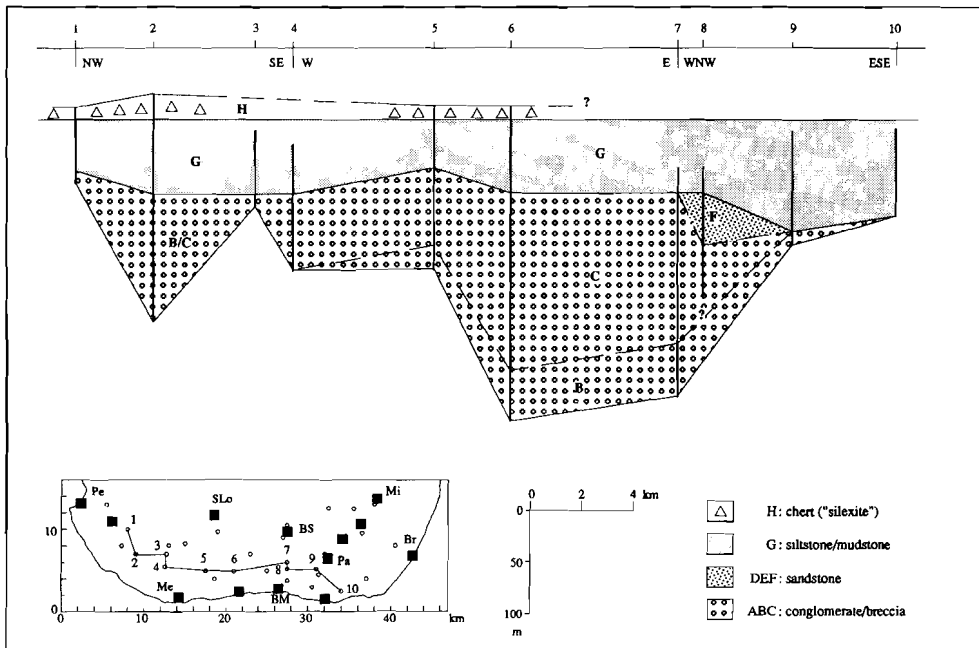 1 2 3 4 5 6 7 8 9 10
NW SE W E WNW ESE
H ?
G G
F
B/C
C
?
B
Pe SLo Mi
1
10 BS
3 7 Br
2 4 5 6 8 9 Pa
Me BM 10
0
0 10 20 30 40 km
0 2 4 km
0
100
m
H : chert ("silexite")
G : siltstone/mudstone
DEF : sandstone
ABC : conglomerate/breccia